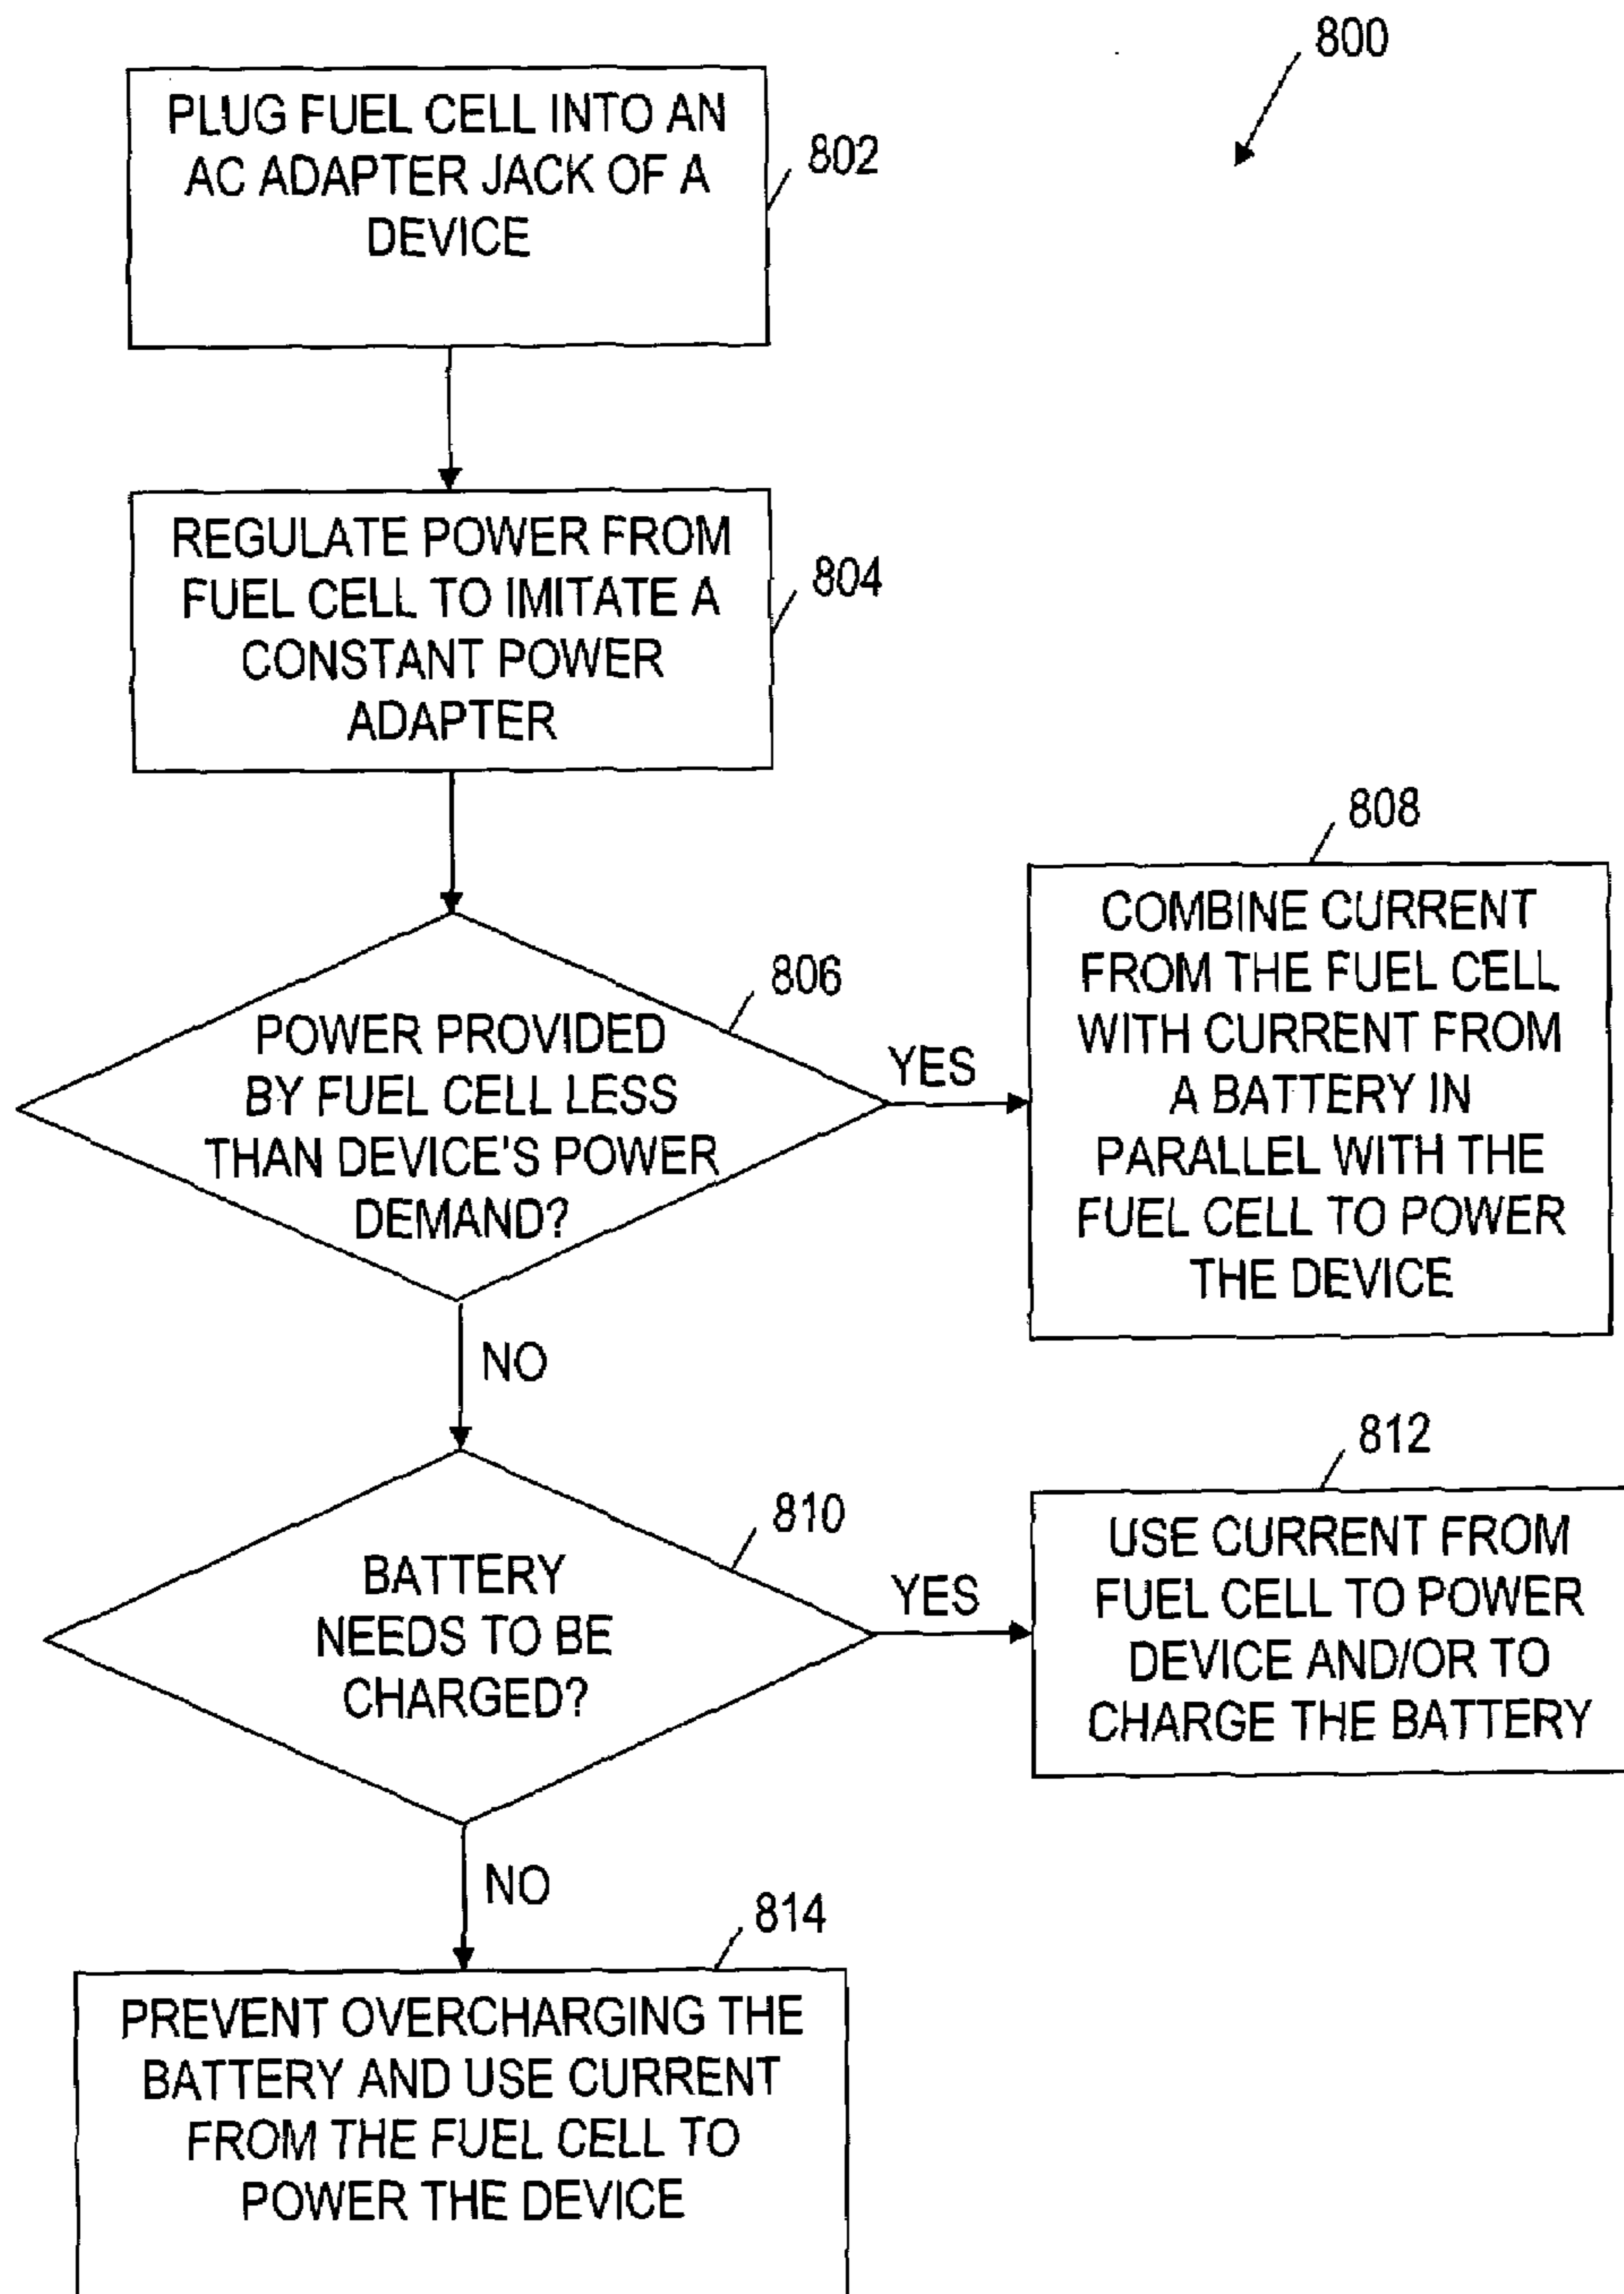 800
PLUG FUEL CELL INTO AN
AC ADAPTER JACK OF A
DEVICE
802
REGULATE POWER FROM
FUEL CELL TO IMITATE A
CONSTANT POWER
ADAPTER
804
806
POWER PROVIDED
BY FUEL CELL LESS
THAN DEVICE'S POWER
DEMAND?
YES
808
COMBINE CURRENT
FROM THE FUEL CELL
WITH CURRENT FROM
A BATTERY IN
PARALLEL WITH THE
FUEL CELL TO POWER
THE DEVICE
NO
810
BATTERY
NEEDS TO BE
CHARGED?
YES
812
USE CURRENT FROM
FUEL CELL TO POWER
DEVICE AND/OR TO
CHARGE THE BATTERY
NO
814
PREVENT OVERCHARGING THE
BATTERY AND USE CURRENT
FROM THE FUEL CELL TO
POWER THE DEVICE